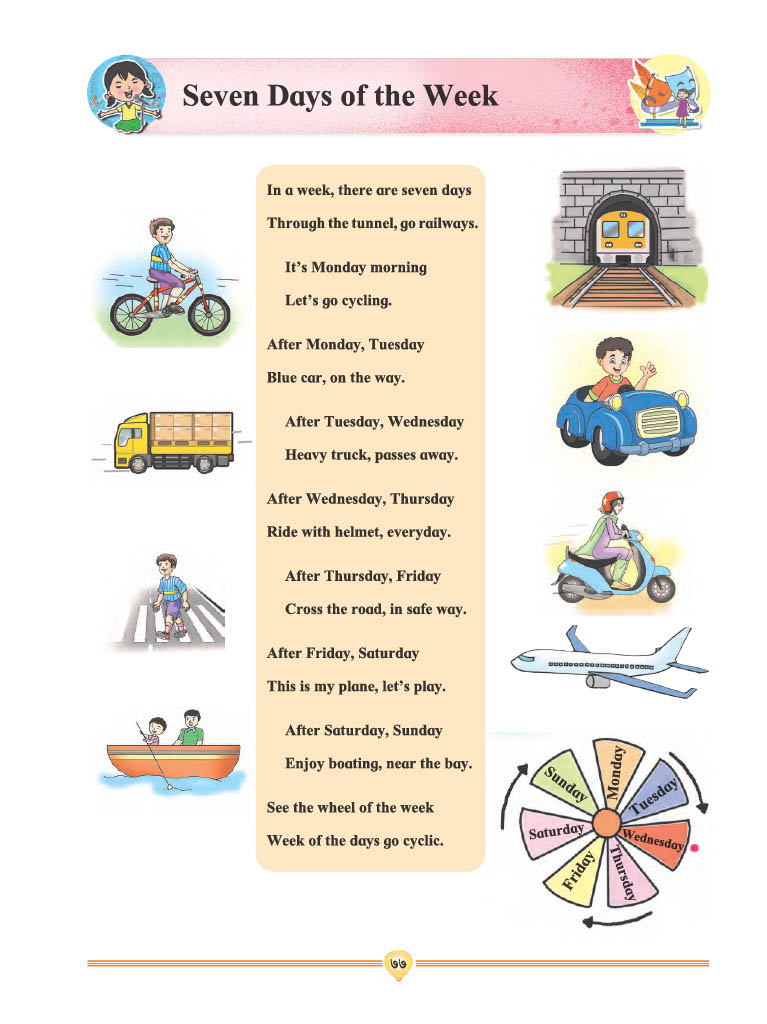 Seven Days of the Week
In a week, there are seven days
Through the tunnel, go railways.
It's Monday morning
Let's go cycling.
After Monday, Tuesday
Blue car, on the way.
After Tuesday, Wednesday
Heavy truck, passes away.
After Wednesday, Thursday
Ride with helmet, everyday.
After Thursday, Friday
Cross the road, in safe way.
After Friday, Saturday
This is my plane, let's play.
After Saturday, Sunday
Enjoy boating, near the bay.
See the wheel of the week
Week of the days go cyclic.
Monday
Tuesday
Wednesday
Thursday
Friday
Saturday
Sunday
७७